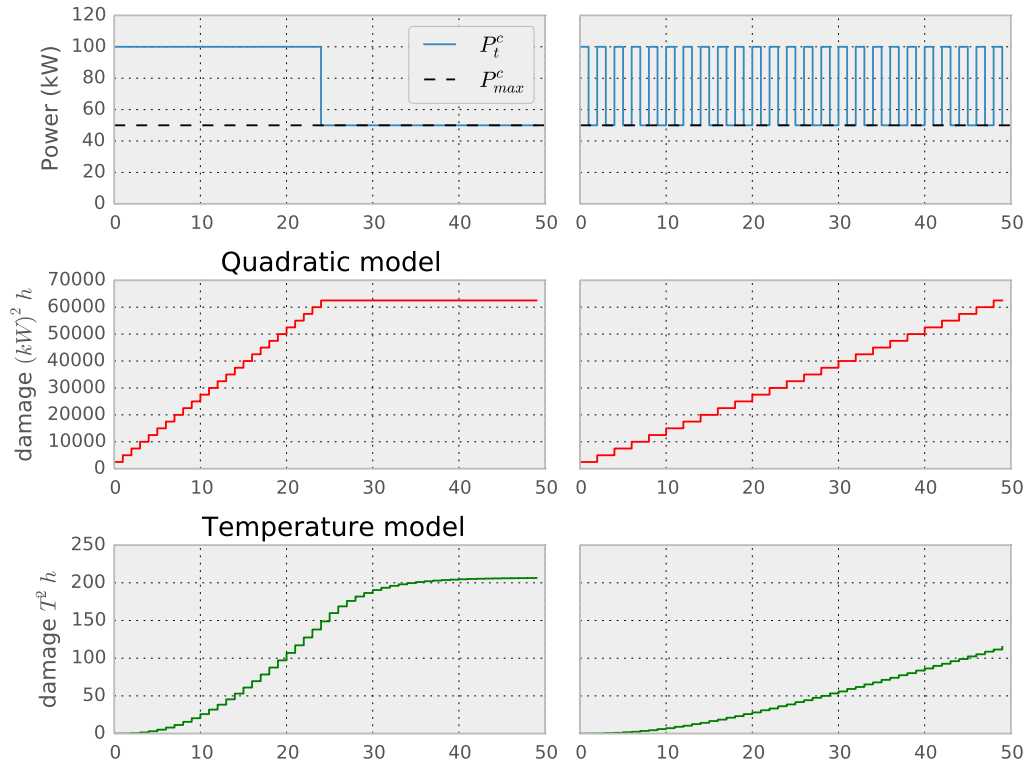 120
100
80
60
40
20
0
Power (kW)
P_t^c
P_max^c
0 10 20 30 40 50
0 10 20 30 40 50
Quadratic model
70000
60000
50000
40000
30000
20000
10000
0
damage (kW)² h
0 10 20 30 40 50
0 10 20 30 40 50
Temperature model
250
200
150
100
50
0
damage T² h
0 10 20 30 40 50
0 10 20 30 40 50